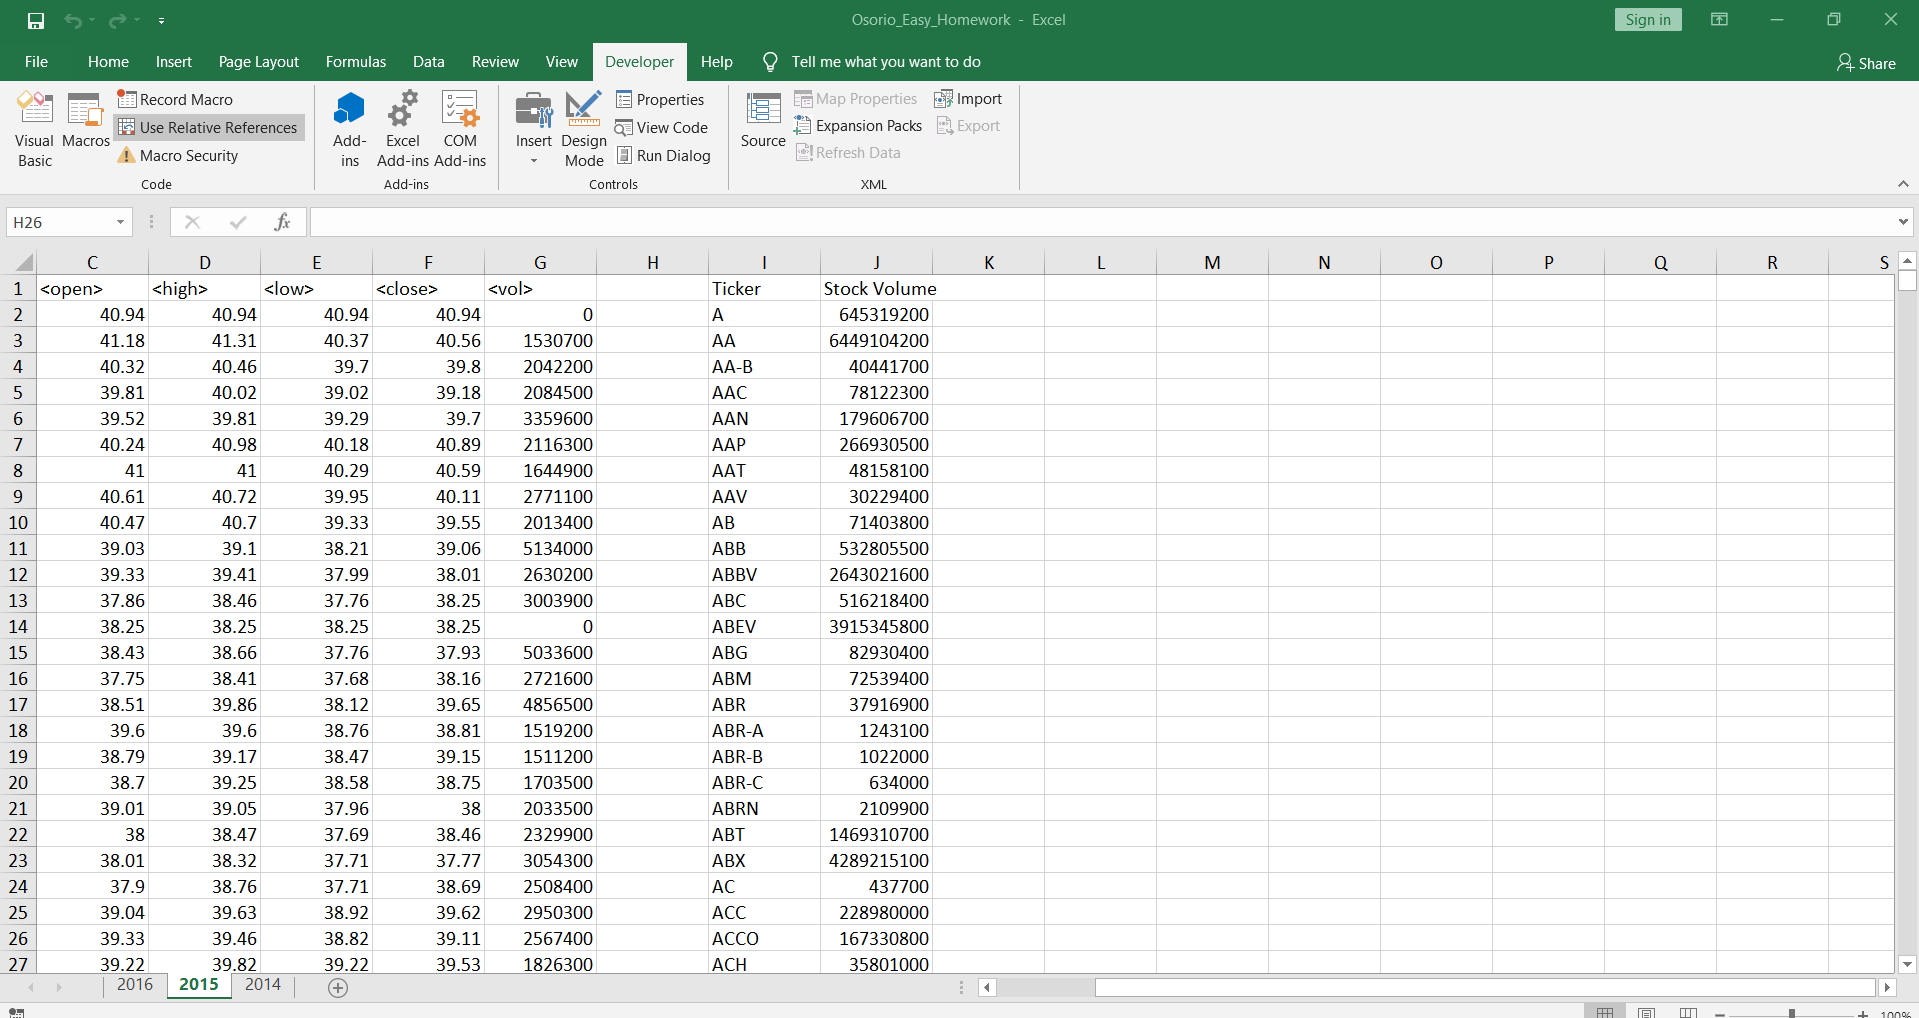 Osorio_Easy_Homework - Excel
Sign in
File Home Insert Page Layout Formulas Data Review View Developer Help Tell me what you want to do Share
Visual Basic
Macros
Record Macro
Use Relative References
Macro Security
Code
Add-ins
Excel Add-ins
COM Add-ins
Add-ins
Insert
Design Mode
Properties
View Code
Run Dialog
Controls
Source
Map Properties
Expansion Packs
Refresh Data
Import
Export
XML
H26
fx
C D E F G H I J K L M N O P Q R S
1 <open> <high> <low> <close> <vol> Ticker Stock Volume
2 40.94 40.94 40.94 40.94 0 A 645319200
3 41.18 41.31 40.37 40.56 1530700 AA 6449104200
4 40.32 40.46 39.7 39.8 2042200 AA-B 40441700
5 39.81 40.02 39.02 39.18 2084500 AAC 78122300
6 39.52 39.81 39.29 39.7 3359600 AAN 179606700
7 40.24 40.98 40.18 40.89 2116300 AAP 266930500
8 41 41 40.29 40.59 1644900 AAT 48158100
9 40.61 40.72 39.95 40.11 2771100 AAV 30229400
10 40.47 40.7 39.33 39.55 2013400 AB 71403800
11 39.03 39.1 38.21 39.06 5134000 ABB 532805500
12 39.33 39.41 37.99 38.01 2630200 ABBV 2643021600
13 37.86 38.46 37.76 38.25 3003900 ABC 516218400
14 38.25 38.25 38.25 38.25 0 ABEV 3915345800
15 38.43 38.66 37.76 37.93 5033600 ABG 82930400
16 37.75 38.41 37.68 38.16 2721600 ABM 72539400
17 38.51 39.86 38.12 39.65 4856500 ABR 37916900
18 39.6 39.6 38.76 38.81 1519200 ABR-A 1243100
19 38.79 39.17 38.47 39.15 1511200 ABR-B 1022000
20 38.7 39.25 38.58 38.75 1703500 ABR-C 634000
21 39.01 39.05 37.96 38 2033500 ABRN 2109900
22 38 38.47 37.69 38.46 2329900 ABT 1469310700
23 38.01 38.32 37.71 37.77 3054300 ABX 4289215100
24 37.9 38.76 37.71 38.69 2508400 AC 437700
25 39.04 39.63 38.92 39.62 2950300 ACC 228980000
26 39.33 39.46 38.82 39.11 2567400 ACCO 167330800
27 39.22 39.82 39.22 39.53 1826300 ACH 35801000
2016 2015 2014
100%